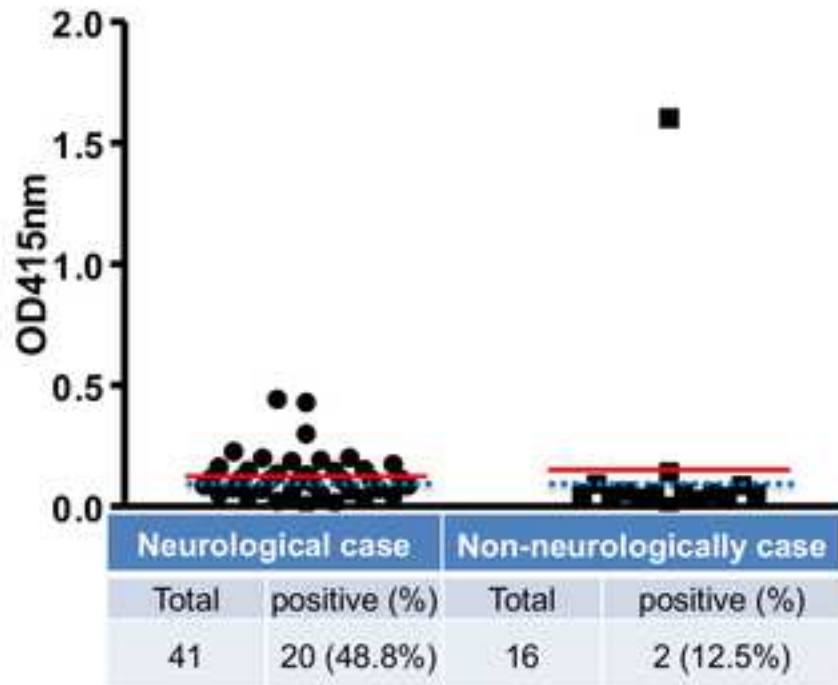 2.0
1.5
1.0
0.5
0.0
OD415nm
Neurological case Non-neurologically case
Total positive (%) Total positive (%)
41 20 (48.8%) 16 2 (12.5%)